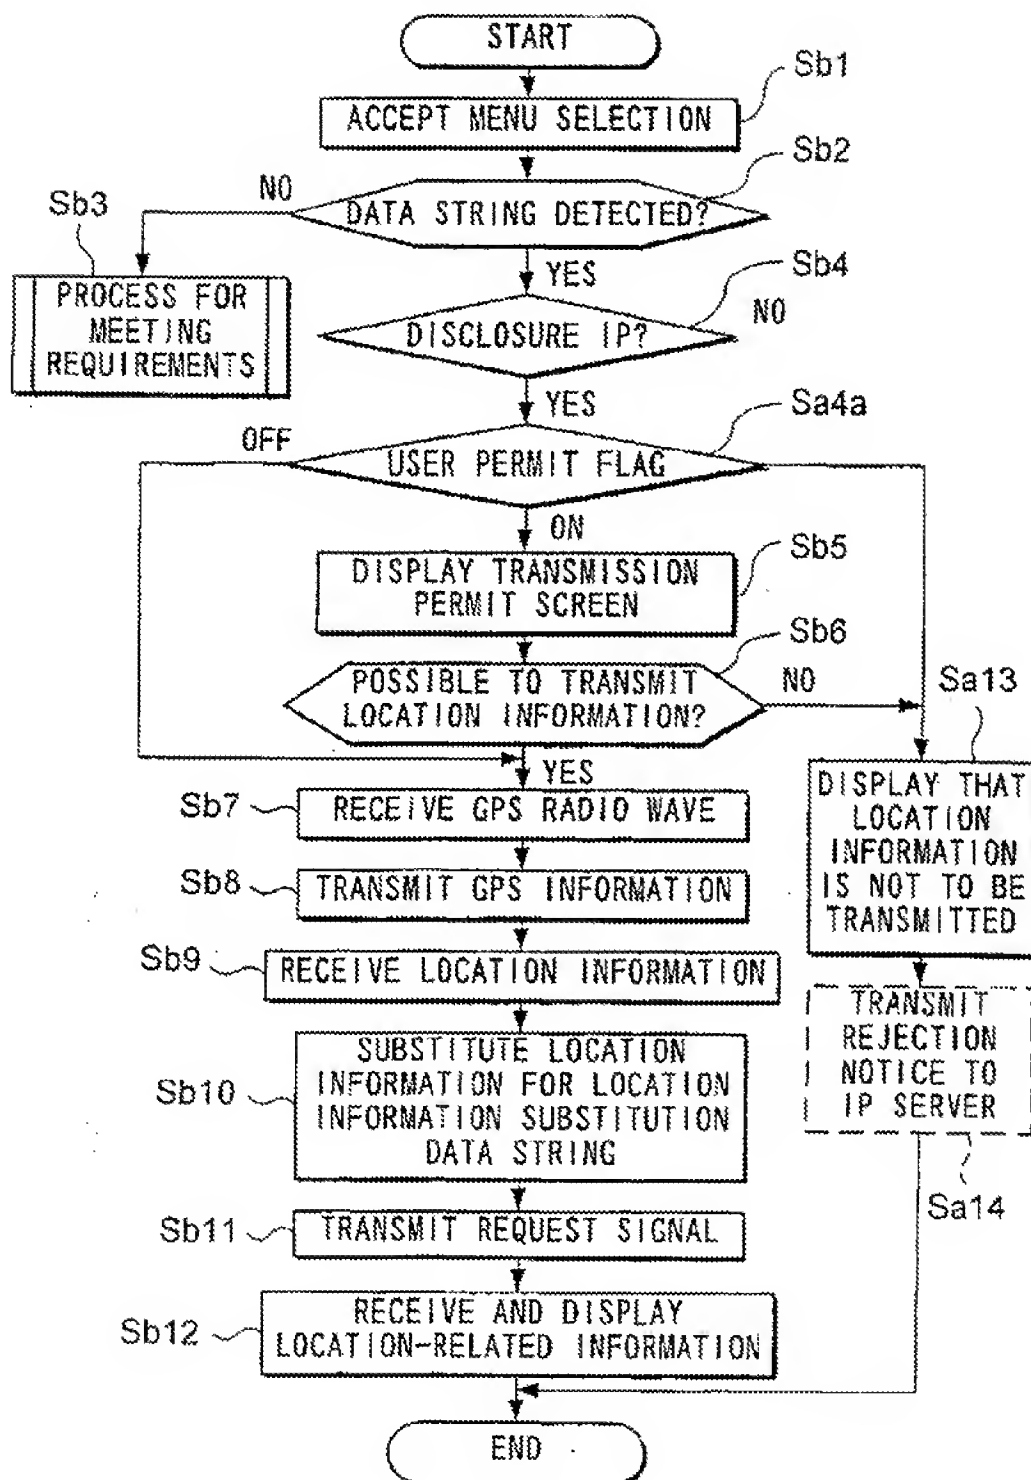 START
Sb1
ACCEPT MENU SELECTION
Sb2
NO
DATA STRING DETECTED?
Sb3
YES
Sb4
PROCESS FOR
MEETING
REQUIREMENTS
DISCLOSURE IP?
NO
YES
Sa4a
OFF
USER PERMIT FLAG
ON
Sb5
DISPLAY TRANSMISSION
PERMIT SCREEN
Sb6
POSSIBLE TO TRANSMIT
LOCATION INFORMATION?
NO
Sa13
YES
DISPLAY THAT
LOCATION
INFORMATION
IS NOT TO BE
TRANSMITTED
Sb7
RECEIVE GPS RADIO WAVE
Sb8
TRANSMIT GPS INFORMATION
Sb9
RECEIVE LOCATION INFORMATION
TRANSMIT
REJECTION
NOTICE TO
IP SERVER
Sa14
Sb10
SUBSTITUTE LOCATION
INFORMATION FOR LOCATION
INFORMATION SUBSTITUTION
DATA STRING
Sb11
TRANSMIT REQUEST SIGNAL
Sb12
RECEIVE AND DISPLAY
LOCATION-RELATED INFORMATION
END